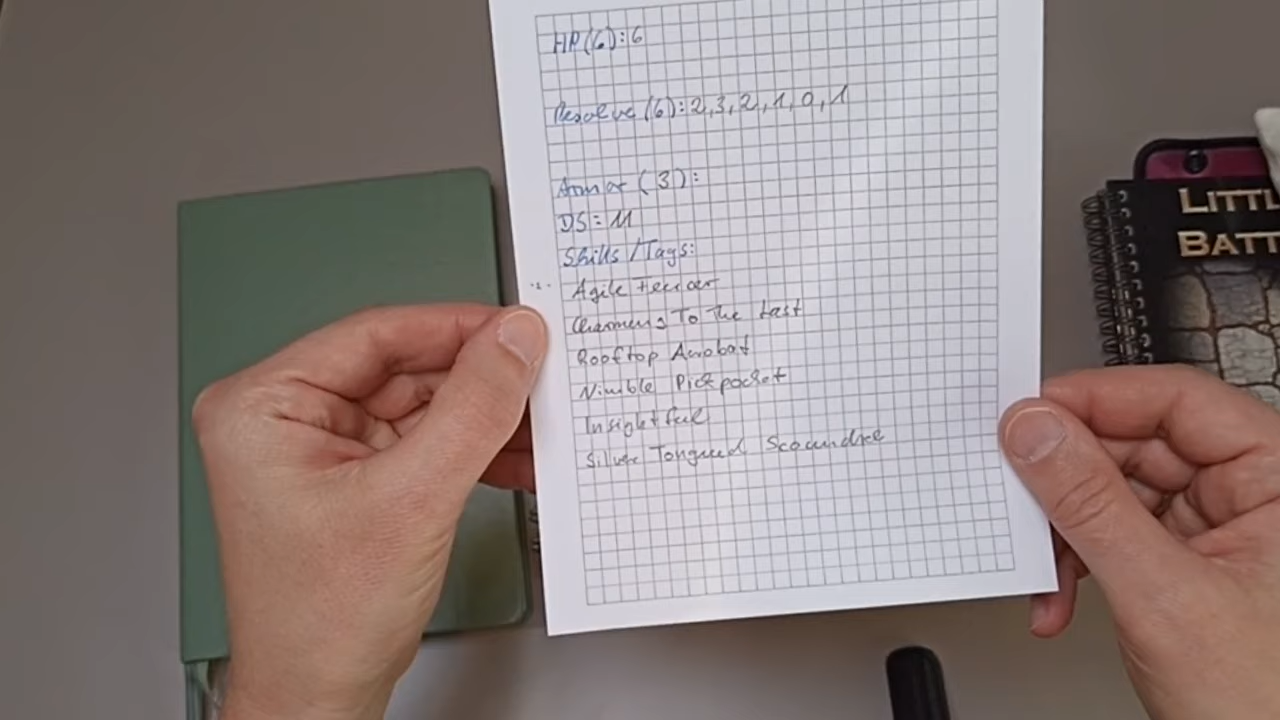 HP(6): 6
Resolve (6): 2,3,2,1,0,1
Armor (3):
DS = 11
Skills/Tags:
Agile Fencer
Charming To The Last
Rooftop Acrobat
Nimble Pickpocket
Insightful
Silver Tongued Scoundrel
LITTL
BATT